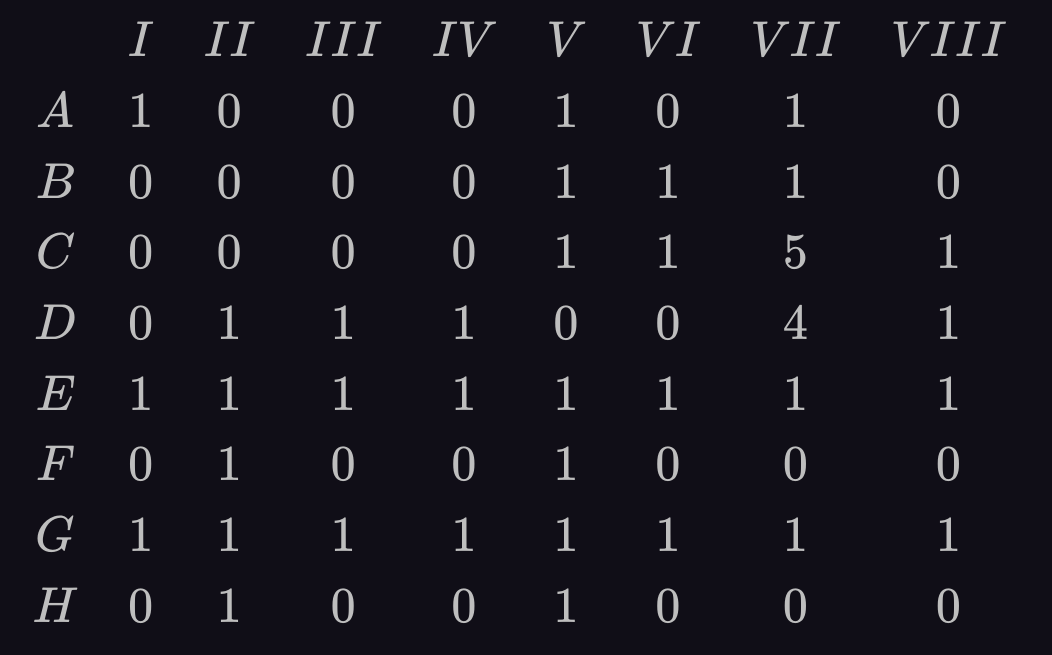 I II III IV V VI VII VIII
A 1 0 0 0 1 0 1 0
B 0 0 0 0 1 1 1 0
C 0 0 0 0 1 1 5 1
D 0 1 1 1 0 0 4 1
E 1 1 1 1 1 1 1 1
F 0 1 0 0 1 0 0 0
G 1 1 1 1 1 1 1 1
H 0 1 0 0 1 0 0 0